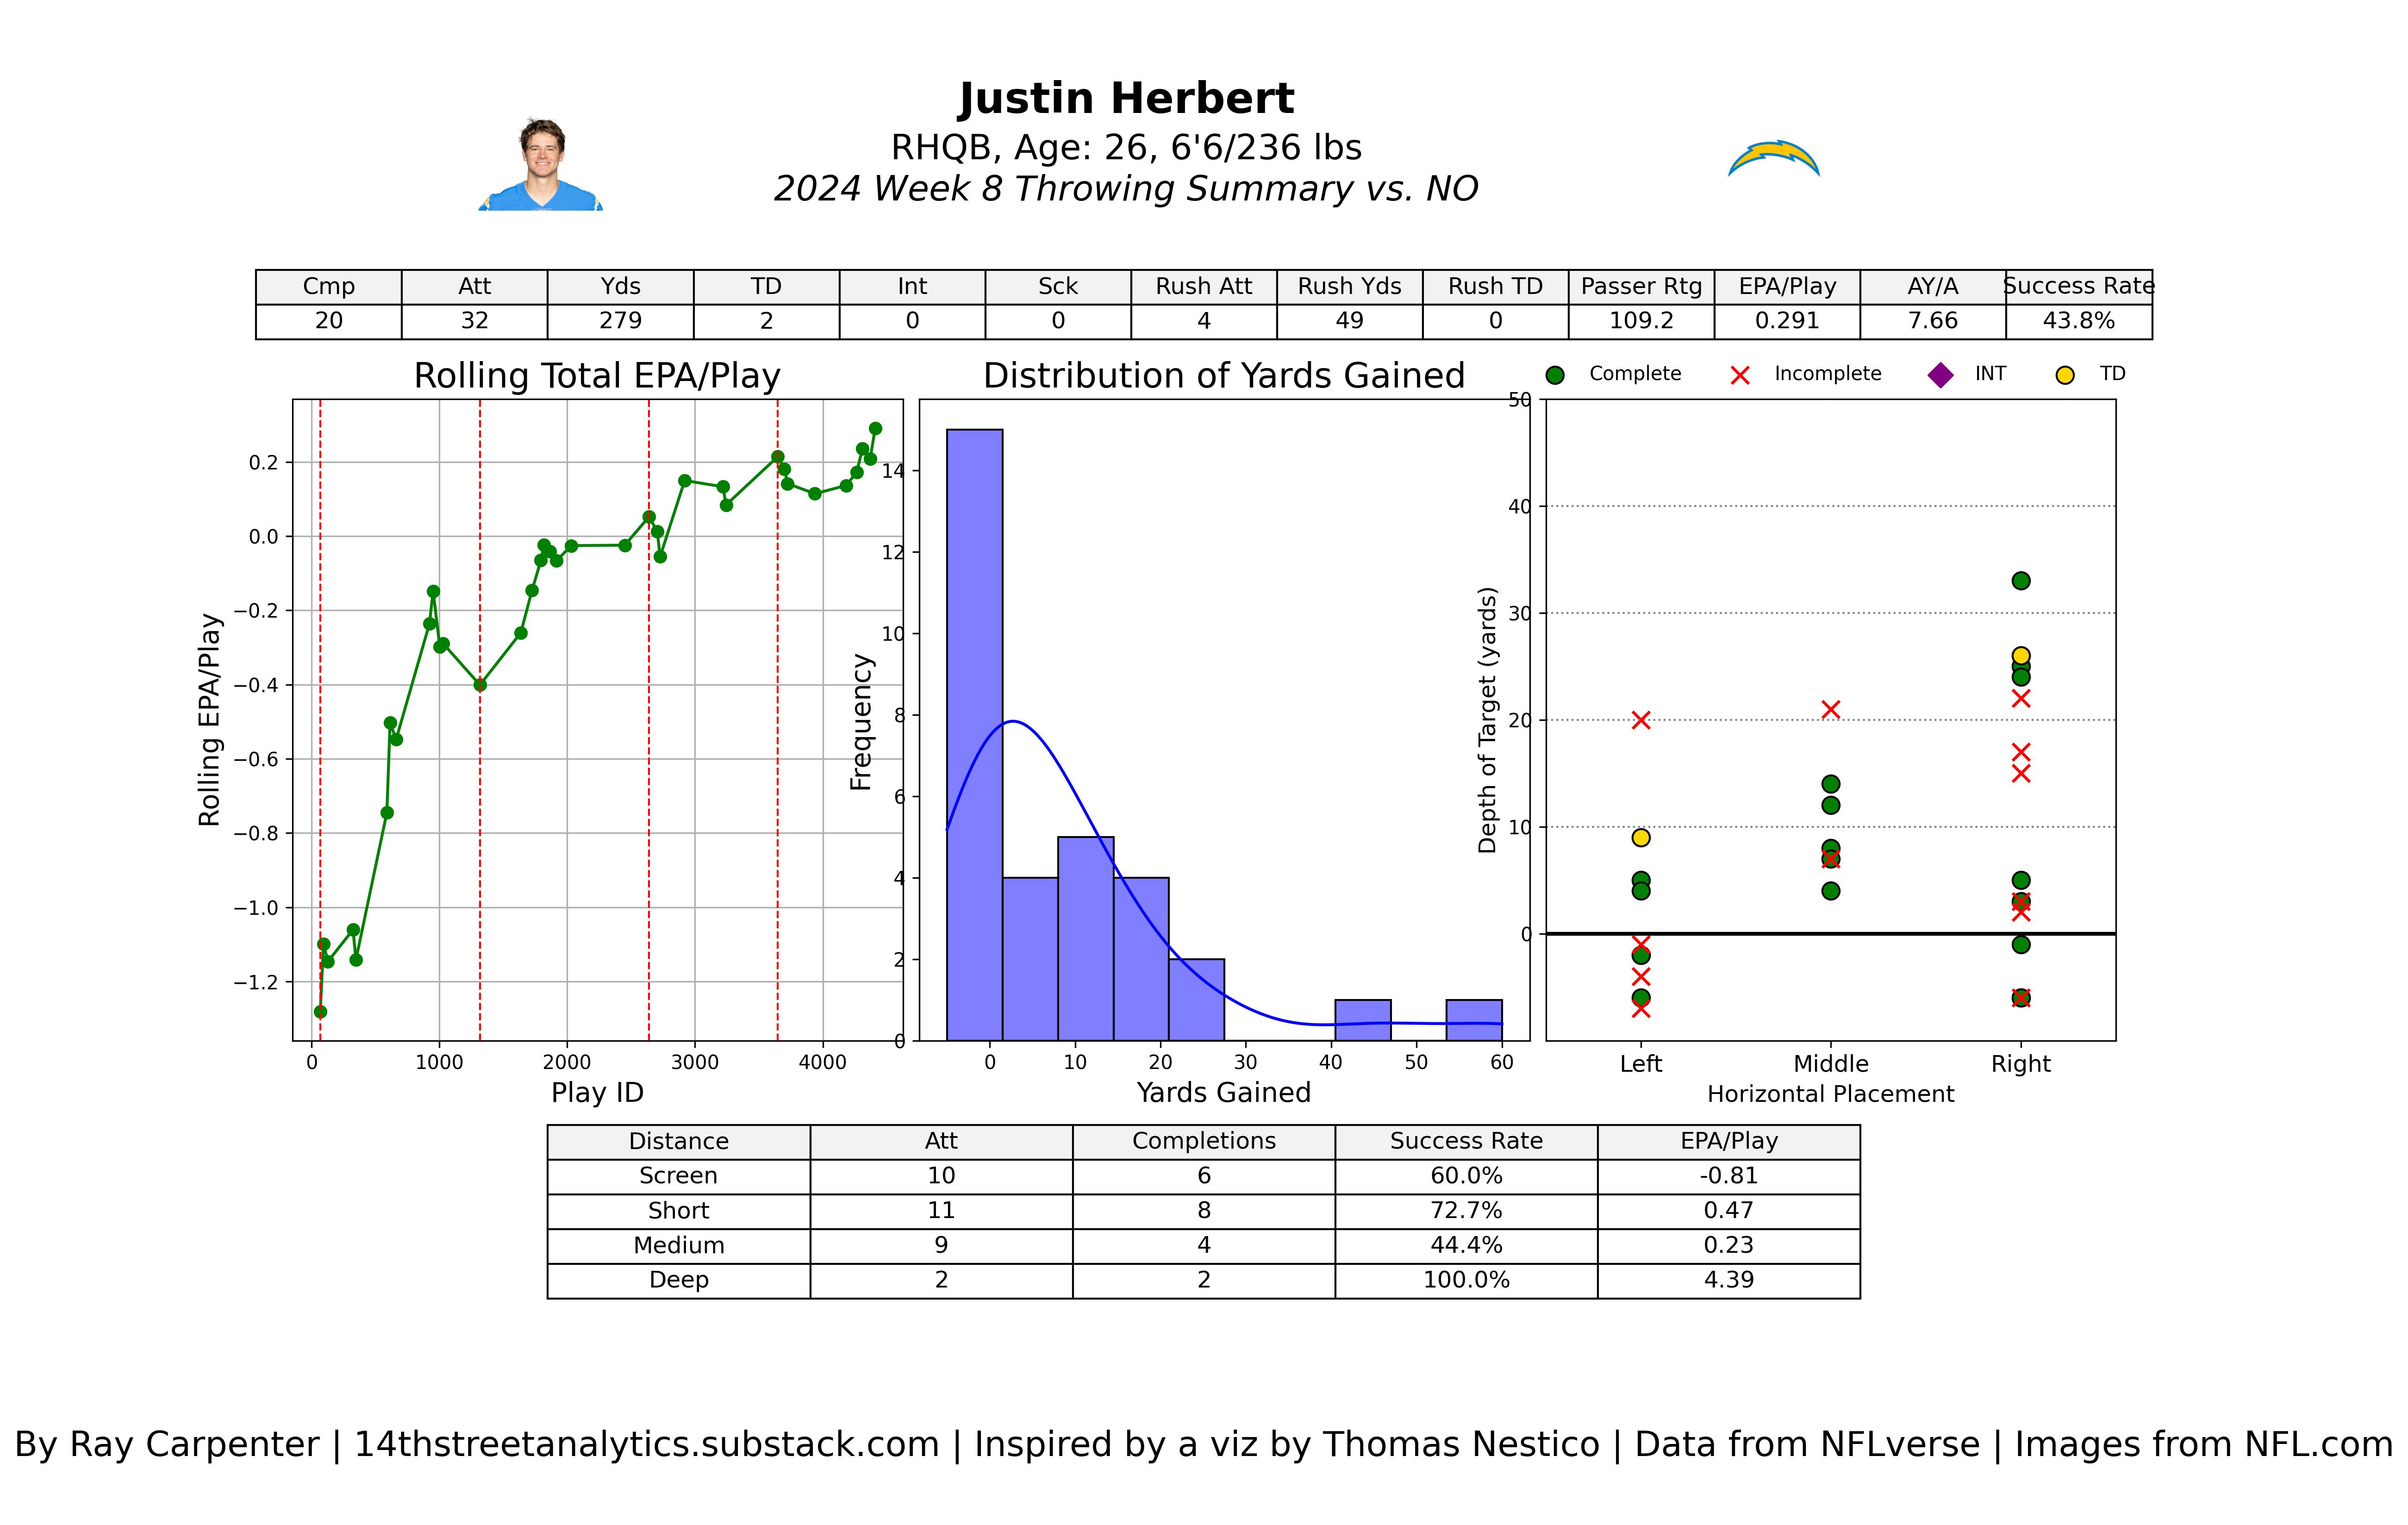 Justin Herbert
RHQB, Age: 26, 6'6/236 lbs
2024 Week 8 Throwing Summary vs. NO
Cmp Att Yds TD Int Sck Rush Att Rush Yds Rush TD Passer Rtg EPA/Play AY/A Success Rate
20 32 279 2 0 0 4 49 0 109.2 0.291 7.66 43.8%
Rolling Total EPA/Play
Rolling EPA/Play
0.2
0.0
−0.2
−0.4
−0.6
−0.8
−1.0
−1.2
0 1000 2000 3000 4000
Play ID
Distribution of Yards Gained
Frequency
14
12
10
8
6
4
2
0
0 10 20 30 40 50 60
Yards Gained
Complete Incomplete INT TD
Depth of Target (yards)
50
40
30
20
10
0
Left Middle Right
Horizontal Placement
Distance Att Completions Success Rate EPA/Play
Screen 10 6 60.0% -0.81
Short 11 8 72.7% 0.47
Medium 9 4 44.4% 0.23
Deep 2 2 100.0% 4.39
By Ray Carpenter | 14thstreetanalytics.substack.com | Inspired by a viz by Thomas Nestico | Data from NFLverse | Images from NFL.com